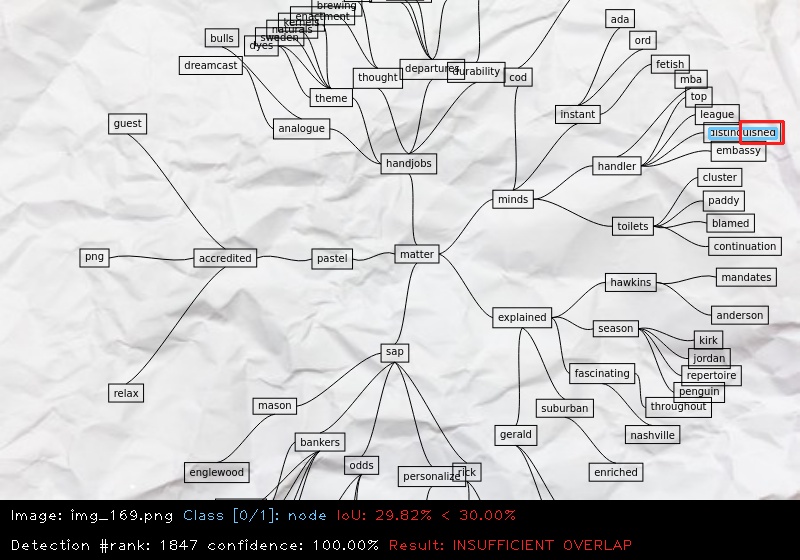 brewing
enactment
kernels
naturals
sweden
dyes
bulls
dreamcast
theme
thought
departures
durability
cod
analogue
handjobs
guest
png
accredited
pastel
matter
relax
ada
ord
fetish
mba
top
league
distinguished
embassy
instant
handler
minds
cluster
paddy
toilets
blamed
continuation
hawkins
mandates
explained
season
anderson
kirk
jordan
repertoire
penguin
throughout
fascinating
suburban
nashville
gerald
enriched
sap
mason
bankers
englewood
odds
personalize
rick
Image: img_169.png Class [0/1]: node IoU: 29.82% < 30.00%
Detection #rank: 1847 confidence: 100.00% Result: INSUFFICIENT OVERLAP